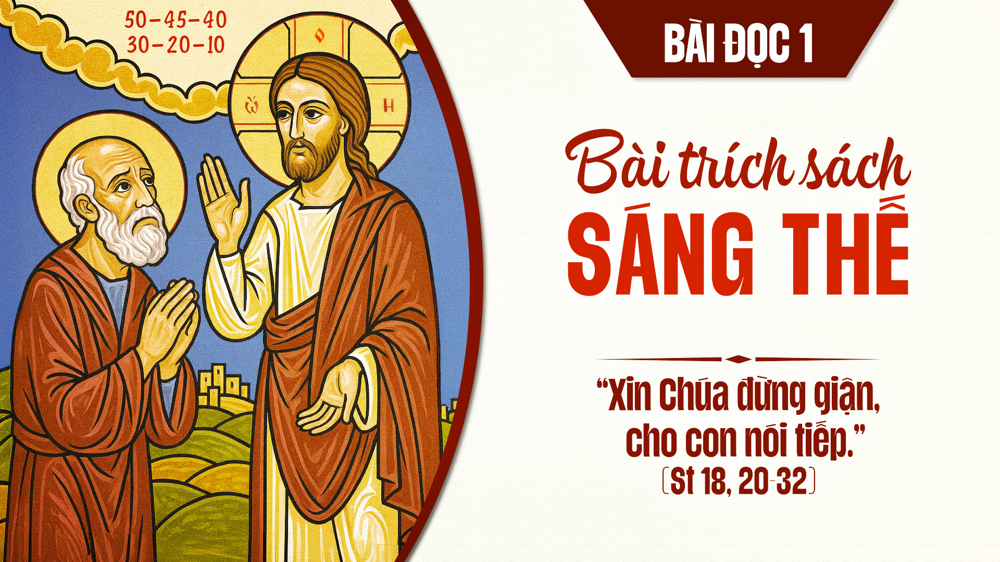 50-45-40
30-20-10
O
ὤ
Н
BÀI ĐỌC 1
Bài trích sách
SÁNG THẾ
“Xin Chúa đừng giận,
cho con nói tiếp.”
(St 18, 20-32)